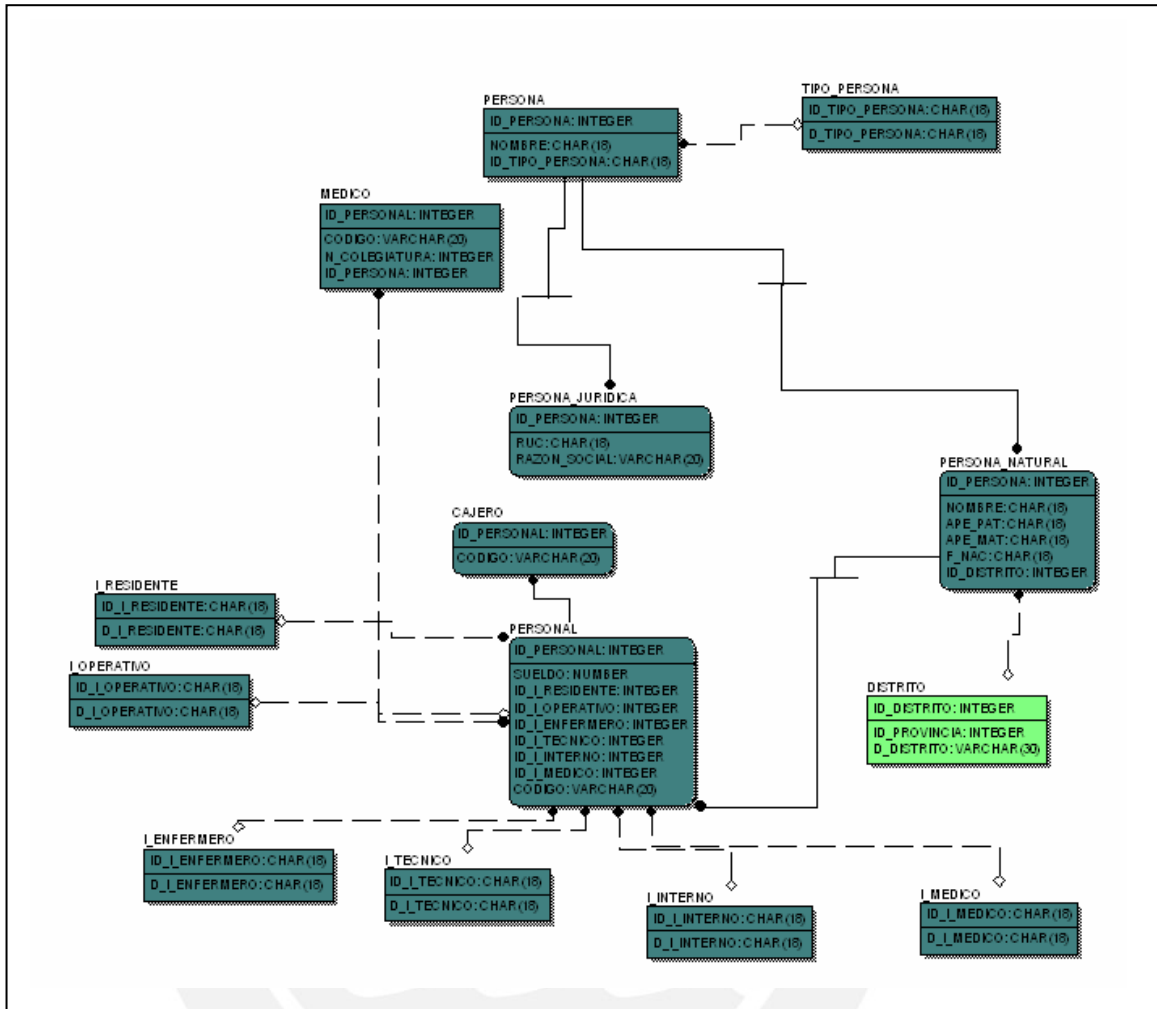 TIPO_PERSONA
ID_TIPO_PERSONA: CHAR(18)
D_TIPO_PERSONA: CHAR(18)
PERSONA
ID_PERSONA: INTEGER
NOMBRE: CHAR(18)
ID_TIPO_PERSONA: CHAR(18)
MEDICO
ID_PERSONAL: INTEGER
CODIGO: VARCHAR(20)
N_COLEGIATURA: INTEGER
ID_PERSONA: INTEGER
PERSONA_JURIDICA
ID_PERSONA: INTEGER
RUC: CHAR(18)
RAZON_SOCIAL: VARCHAR(20)
PERSONA_NATURAL
ID_PERSONA: INTEGER
NOMBRE: CHAR(18)
APE_PAT: CHAR(18)
APE_MAT: CHAR(18)
F_NAC: CHAR(18)
ID_DISTRITO: INTEGER
CAJERO
ID_PERSONAL: INTEGER
CODIGO: VARCHAR(20)
I_RESIDENTE
ID_I_RESIDENTE: CHAR(18)
D_I_RESIDENTE: CHAR(18)
PERSONAL
ID_PERSONAL: INTEGER
SUELDO: NUMBER
ID_I_RESIDENTE: INTEGER
ID_I_OPERATIVO: INTEGER
ID_I_ENFERMERO: INTEGER
ID_I_TECNICO: INTEGER
ID_I_INTERNO: INTEGER
ID_I_MEDICO: INTEGER
CODIGO: VARCHAR(20)
I_OPERATIVO
ID_I_OPERATIVO: CHAR(18)
D_I_OPERATIVO: CHAR(18)
DISTRITO
ID_DISTRITO: INTEGER
ID_PROVINCIA: INTEGER
D_DISTRITO: VARCHAR(30)
I_ENFERMERO
ID_I_ENFERMERO: CHAR(18)
D_I_ENFERMERO: CHAR(18)
I_TECNICO
ID_I_TECNICO: CHAR(18)
D_I_TECNICO: CHAR(18)
I_INTERNO
ID_I_INTERNO: CHAR(18)
D_I_INTERNO: CHAR(18)
I_MEDICO
ID_I_MEDICO: CHAR(18)
D_I_MEDICO: CHAR(18)